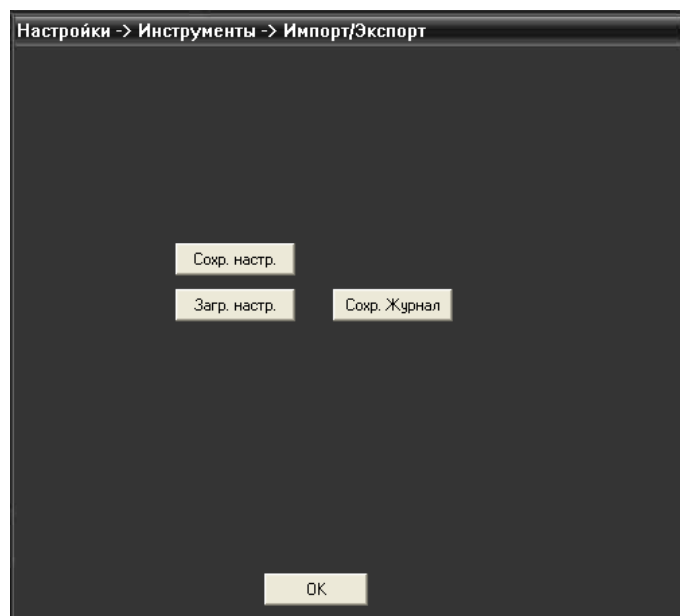 Настройки -> Инструменты -> Импорт/Экспорт
Сохр. настр.
Загр. настр. Сохр. Журнал
OK